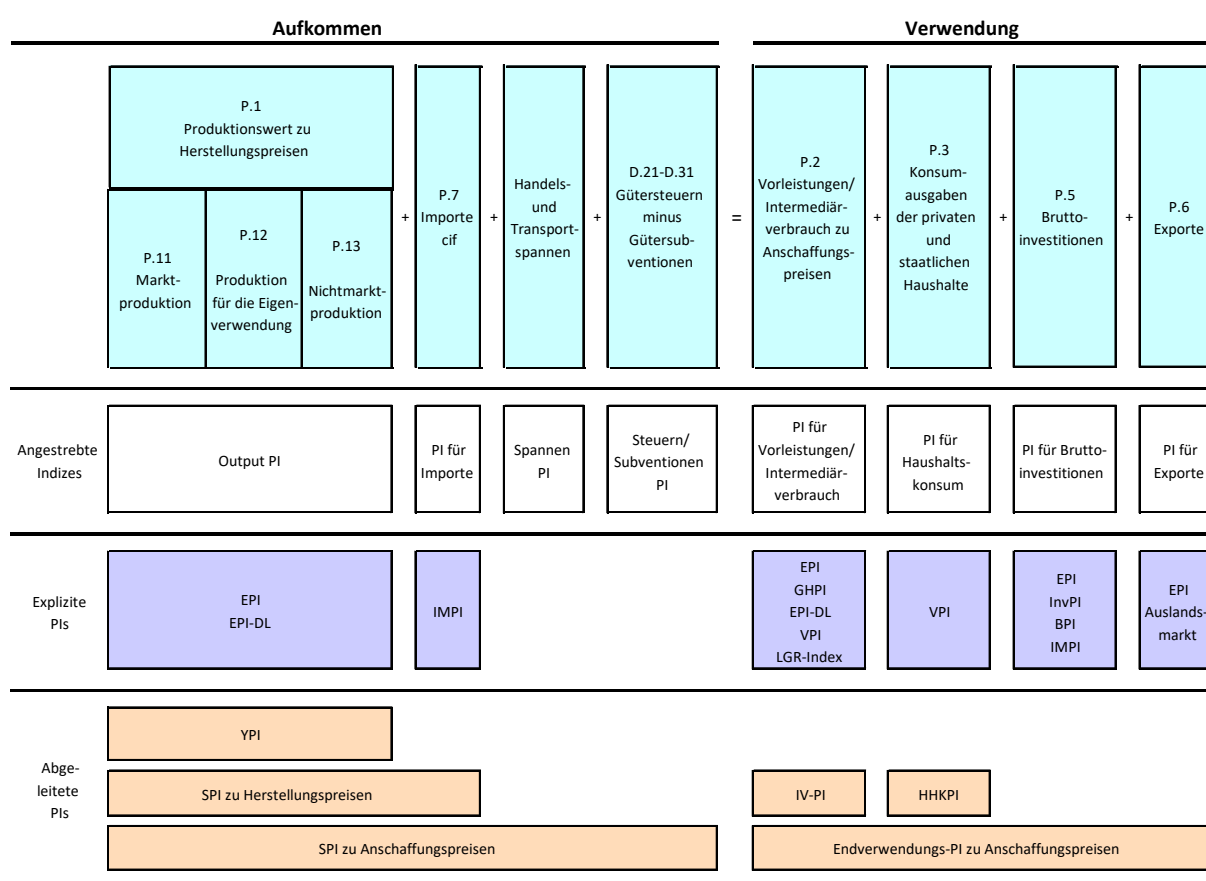 Aufkommen
Verwendung
P.1
Produktionswert zu
Herstellungspreisen
P.11
Markt-
produktion
P.12
Produktion
für die Eigen-
verwendung
P.13
Nichtmarkt-
produktion
+
P.7
Importe
cif
+
Handels-
und
Transport-
spannen
+
D.21-D.31
Gütersteuern
minus
Gütersub-
ventionen
=
P.2
Vorleistungen/
Intermediär-
verbrauch zu
Anschaffungs-
preisen
+
P.3
Konsum-
ausgaben
der privaten
und
staatlichen
Haushalte
+
P.5
Brutto-
investitionen
+
P.6
Exporte
Angestrebte
Indizes
Output PI
PI für
Importe
Spannen
PI
Steuern/
Subventionen
PI
PI für
Vorleistungen/
Intermediär-
verbrauch
PI für
Haushalts-
konsum
PI für Brutto-
investitionen
PI für
Exporte
Explizite
PIs
EPI
EPI-DL
IMPI
EPI
GHPI
EPI-DL
VPI
LGR-Index
VPI
EPI
InvPI
BPI
IMPI
EPI
Auslands-
markt
Abge-
leitete
PIs
YPI
SPI zu Herstellungspreisen
IV-PI
HHKPI
SPI zu Anschaffungspreisen
Endverwendungs-PI zu Anschaffungspreisen